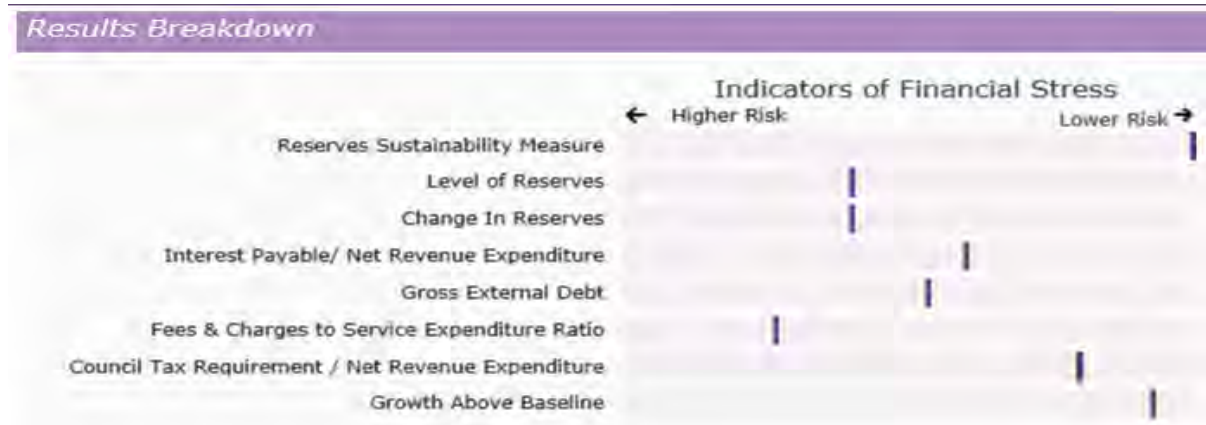 Results Breakdown
Indicators of Financial Stress
← Higher Risk
Lower Risk →
Reserves Sustainability Measure
Level of Reserves
Change In Reserves
Interest Payable/ Net Revenue Expenditure
Gross External Debt
Fees & Charges to Service Expenditure Ratio
Council Tax Requirement / Net Revenue Expenditure
Growth Above Baseline